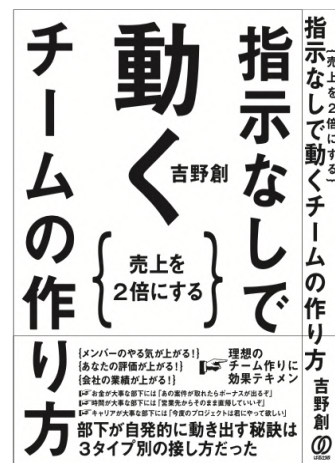 指示なしで
動く
チームの作り方
吉野創
{売上を
2倍にする}
{メンバーのやる気が上がる!}
{あなたの評価が上がる!}
{会社の業績が上がる!}
理想の
チーム作りに
効果テキメン
☞お金が大事な部下には「あの案件が取れたらボーナスが出るぞ」
☞時間が大事な部下には「営業先からそのまま直帰していいぞ」
☞キャリアが大事な部下には「今度のプロジェクトは君にやって欲しい」
部下が自発的に動き出す秘訣は
3タイプ別の接し方だった
{売上を2倍にする}
指示なしで動くチームの作り方
吉野創
ぱる出版